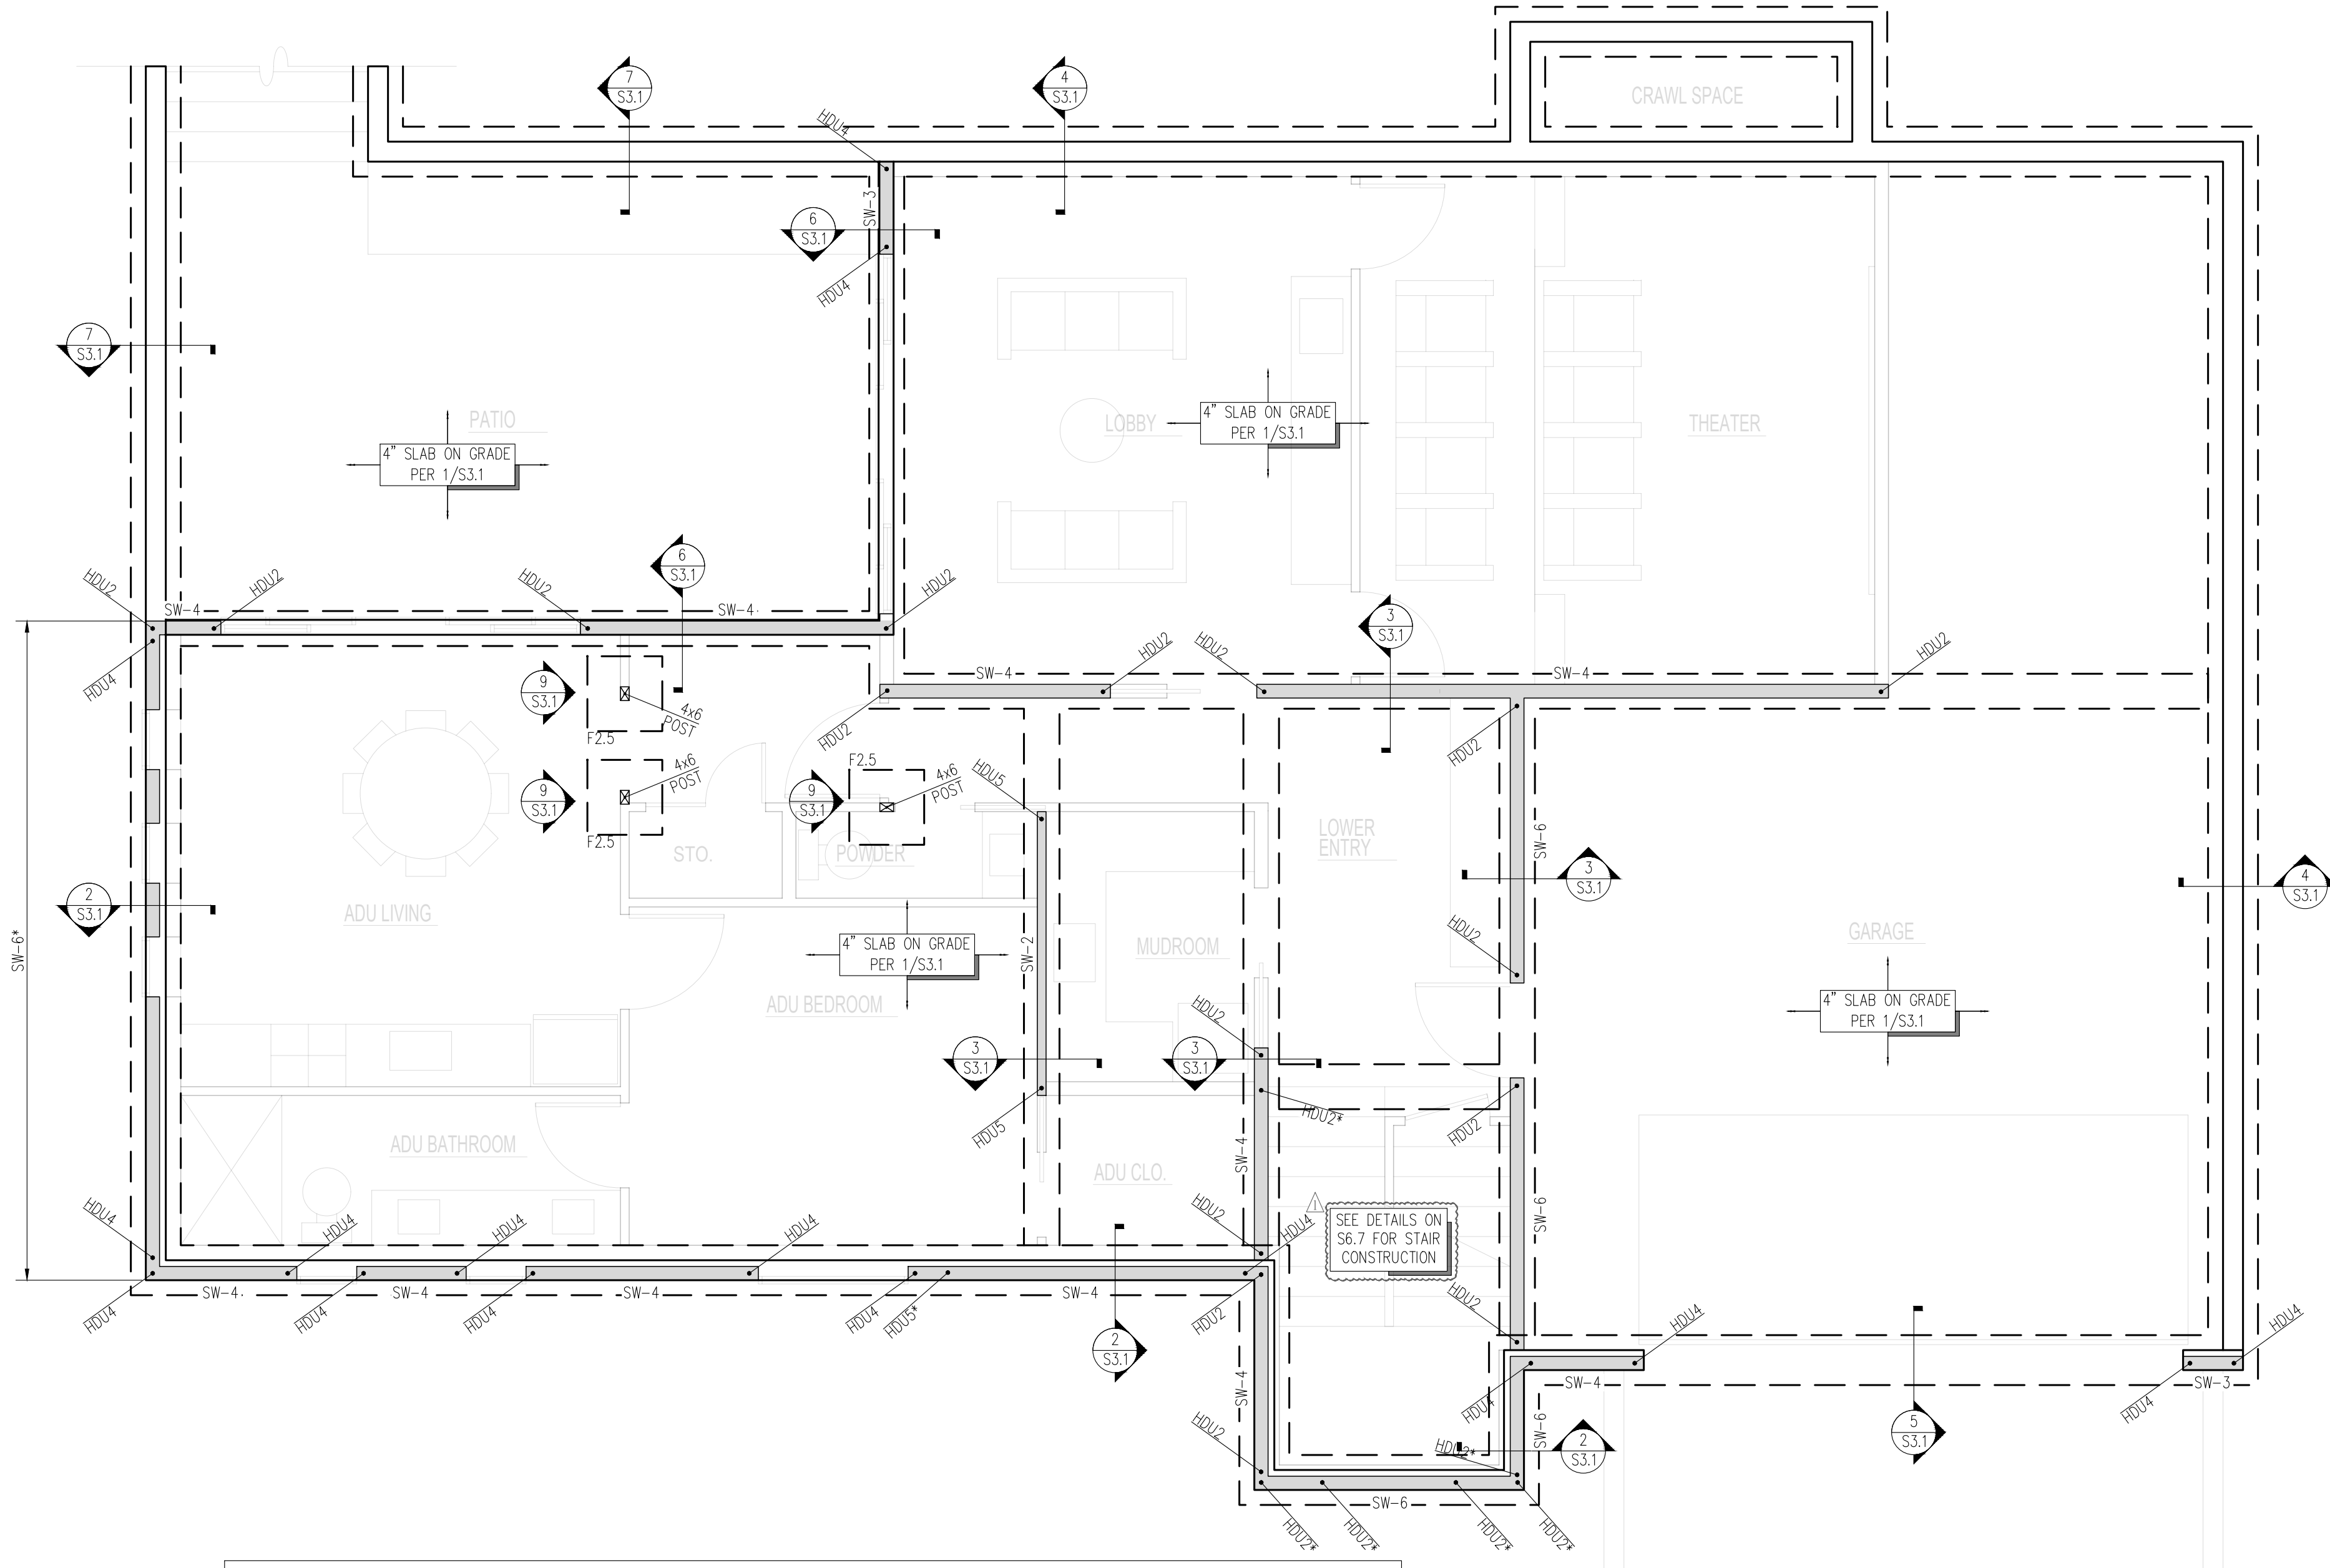 CRAWL SPACE
7
S3.1
4
S3.1
HDU4
SW-3
6
S3.1
HDU4
7
S3.1
PATIO
4" SLAB ON GRADE
PER 1/S3.1
LOBBY
4" SLAB ON GRADE
PER 1/S3.1
THEATER
6
S3.1
HDU2
HDU2
HDU2
HDU2
SW-4
SW-4
3
S3.1
HDU4
HDU2
HDU2
HDU2
SW-4
SW-4
9
S3.1
4x6
POST
F2.5
HDU2
HDU2
9
S3.1
4x6
POST
F2.5
9
S3.1
F2.5
4x6
POST
HDU5
STO.
POWDER
LOWER
ENTRY
SW-6
3
S3.1
4
S3.1
2
S3.1
ADU LIVING
SW-6*
4" SLAB ON GRADE
PER 1/S3.1
SW-2
MUDROOM
HDU2
GARAGE
ADU BEDROOM
4" SLAB ON GRADE
PER 1/S3.1
HDU2
3
S3.1
3
S3.1
HDU2*
HDU5
HDU2
ADU BATHROOM
ADU CLO.
SW-4
SW-6
1
SEE DETAILS ON
S6.7 FOR STAIR
CONSTRUCTION
HDU4
HDU4
HDU4
HDU4
HDU2
HDU4
HDU2
SW-4
SW-4
SW-4
SW-4
HDU4
HDU4
HDU4
HDU4
HDU5*
HDU2
HDU4
HDU4
2
S3.1
SW-4
SW-4
SW-3
HDU4
HDU4
HDU2
SW-6
HDU2*
2
S3.1
5
S3.1
SW-6
HDU2*
HDU2*
HDU2*
HDU2*